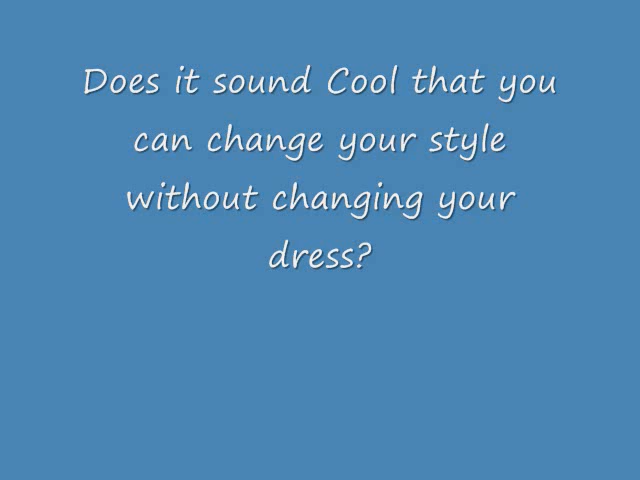 Does it sound Cool that you
can change your style
without changing your
dress?